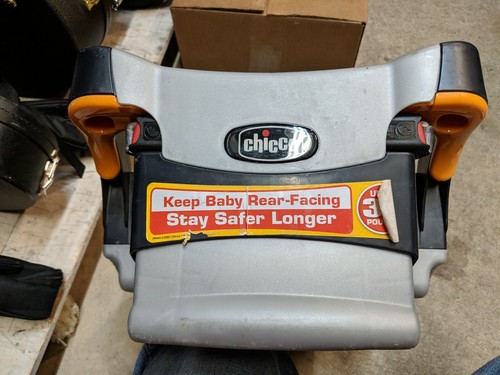 chicco
Keep Baby Rear-Facing
Stay Safer Longer